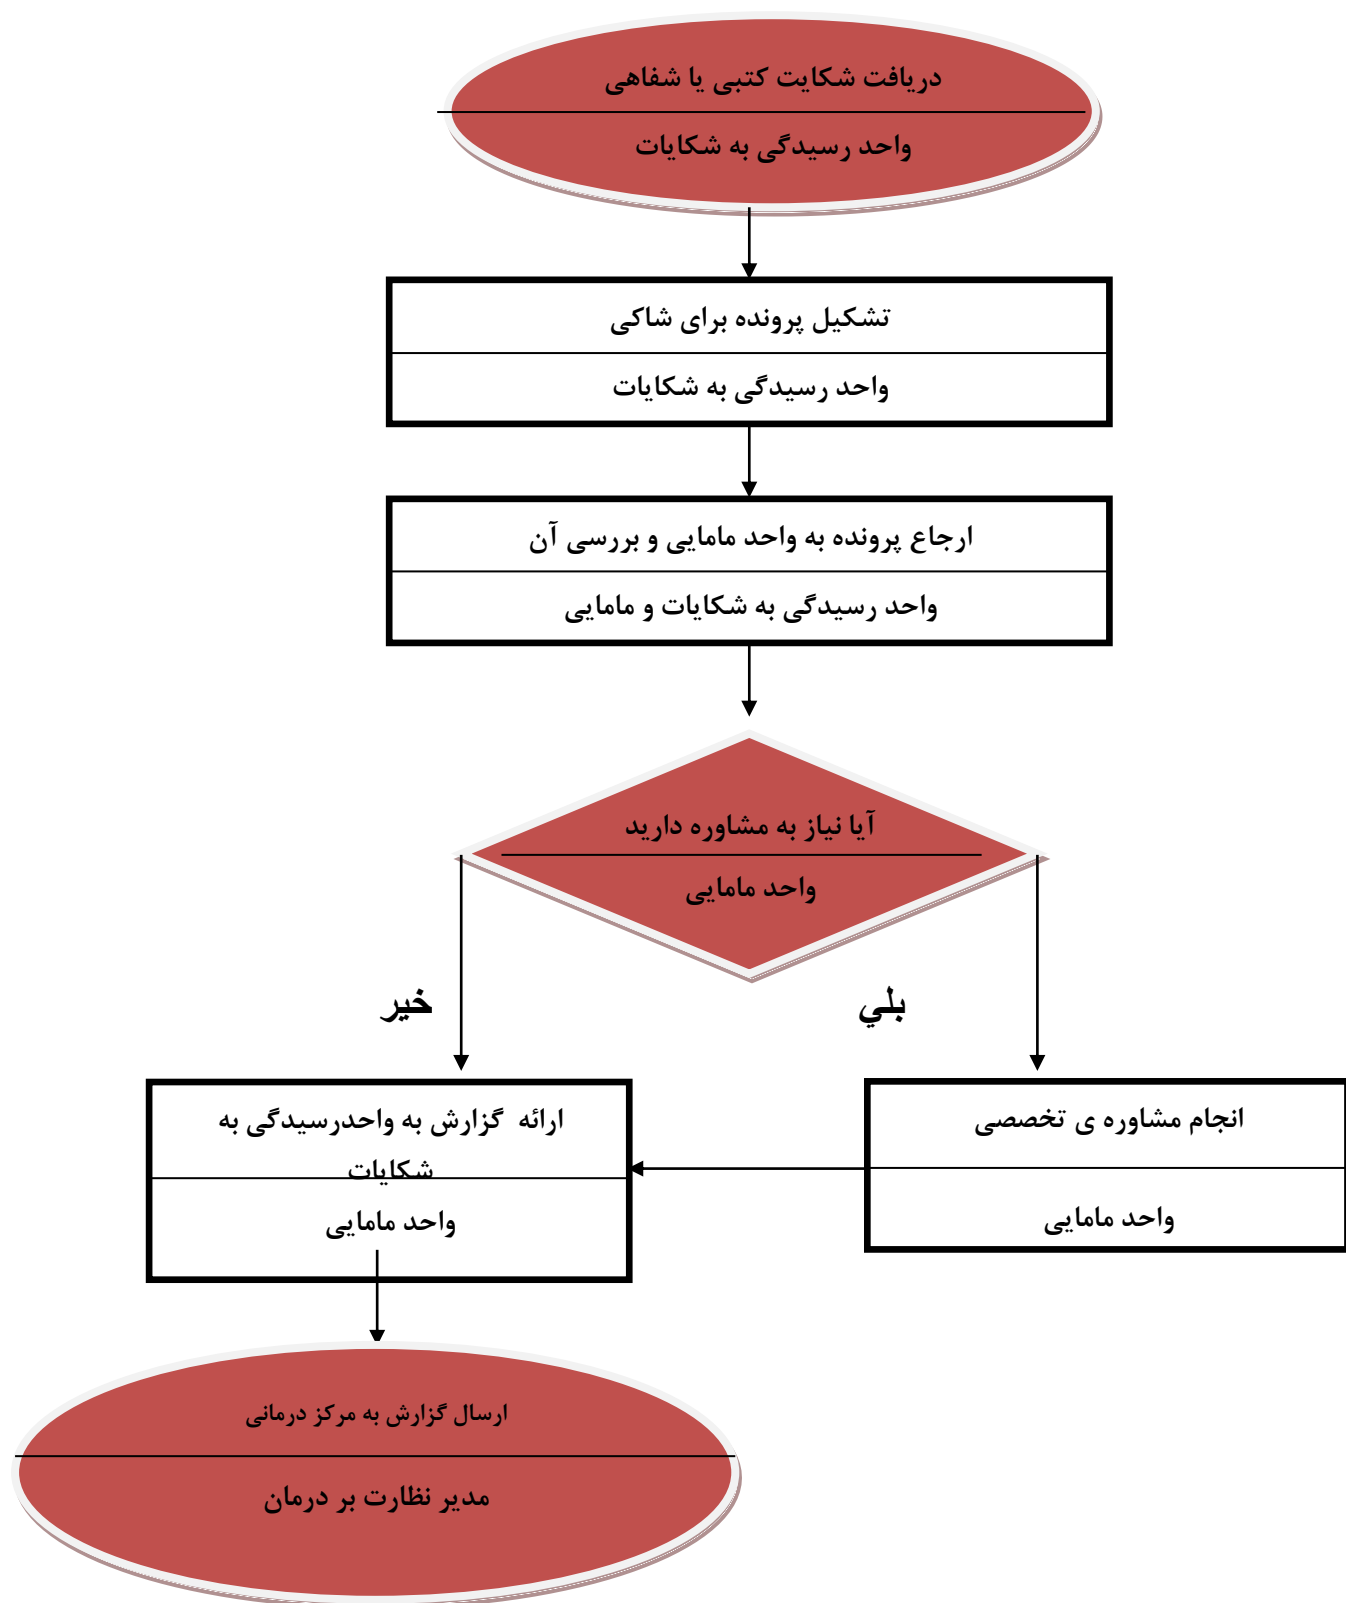 دریافت شکایت کتبی یا شفاهی
واحد رسیدگی به شکایات
تشکیل پرونده برای شاکی
واحد رسیدگی به شکایات
ارجاع پرونده به واحد مامایی و بررسی آن
واحد رسیدگی به شکایات و مامایی
آیا نیاز به مشاوره دارید
واحد مامایی
بلي
خير
انجام مشاوره ی تخصصی
واحد مامایی
ارائه گزارش به واحدرسیدگی به
شکایات
واحد مامایی
ارسال گزارش به مرکز درمانی
مدیر نظارت بر درمان